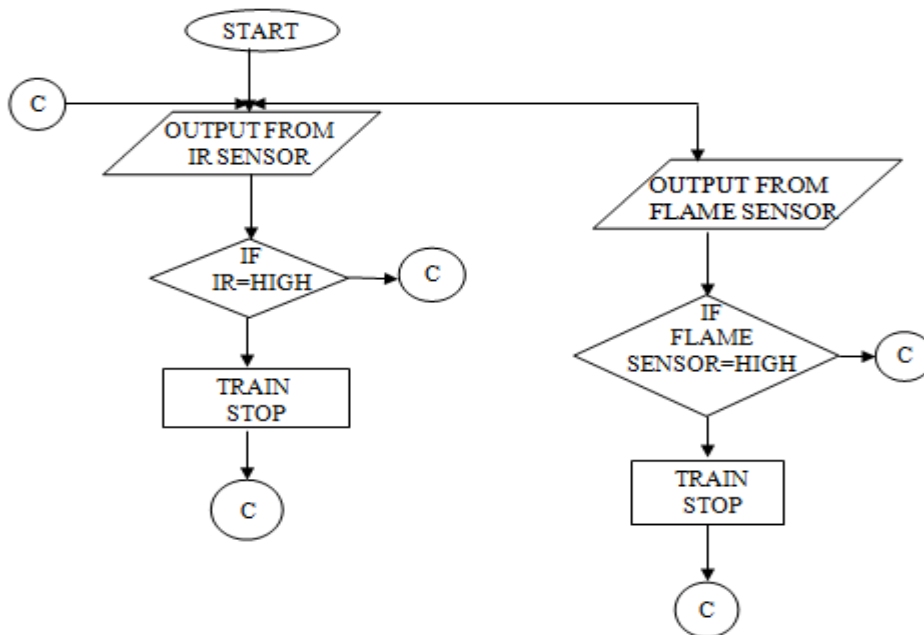 START
C
OUTPUT FROM
IR SENSOR
IF
IR=HIGH
C
TRAIN
STOP
C
OUTPUT FROM
FLAME SENSOR
IF
FLAME
SENSOR=HIGH
C
TRAIN
STOP
C